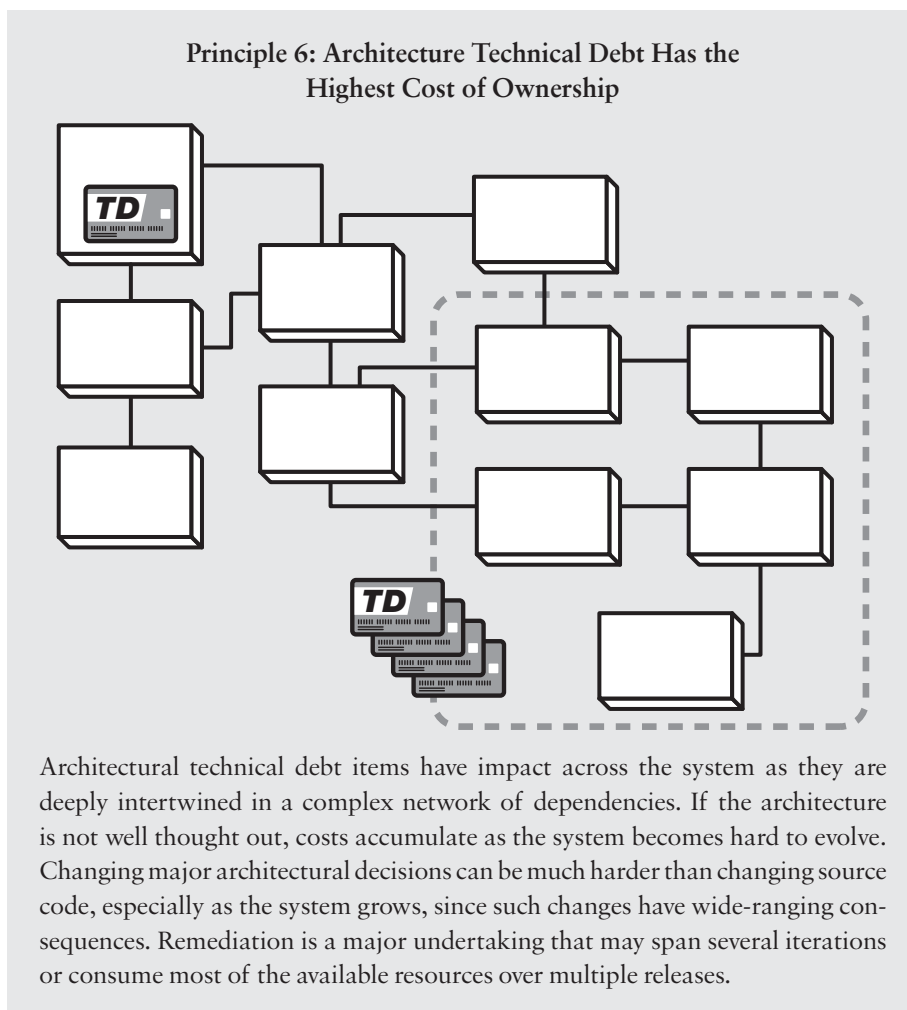 Principle 6: Architecture Technical Debt Has the
Highest Cost of Ownership
TD
TD
Architectural technical debt items have impact across the system as they are
deeply intertwined in a complex network of dependencies. If the architecture
is not well thought out, costs accumulate as the system becomes hard to evolve.
Changing major architectural decisions can be much harder than changing source
code, especially as the system grows, since such changes have wide-ranging con-
sequences. Remediation is a major undertaking that may span several iterations
or consume most of the available resources over multiple releases.